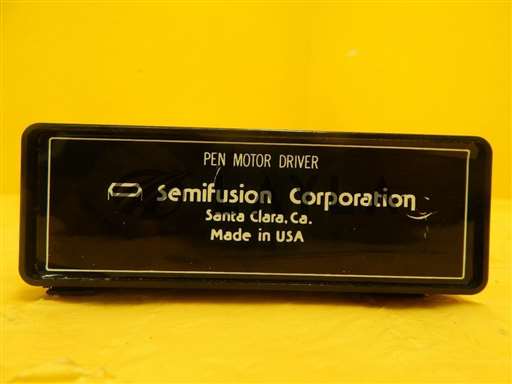 PEN MOTOR DRIVER
Semifusion Corporation
Santa Clara, Ca.
Made in USA